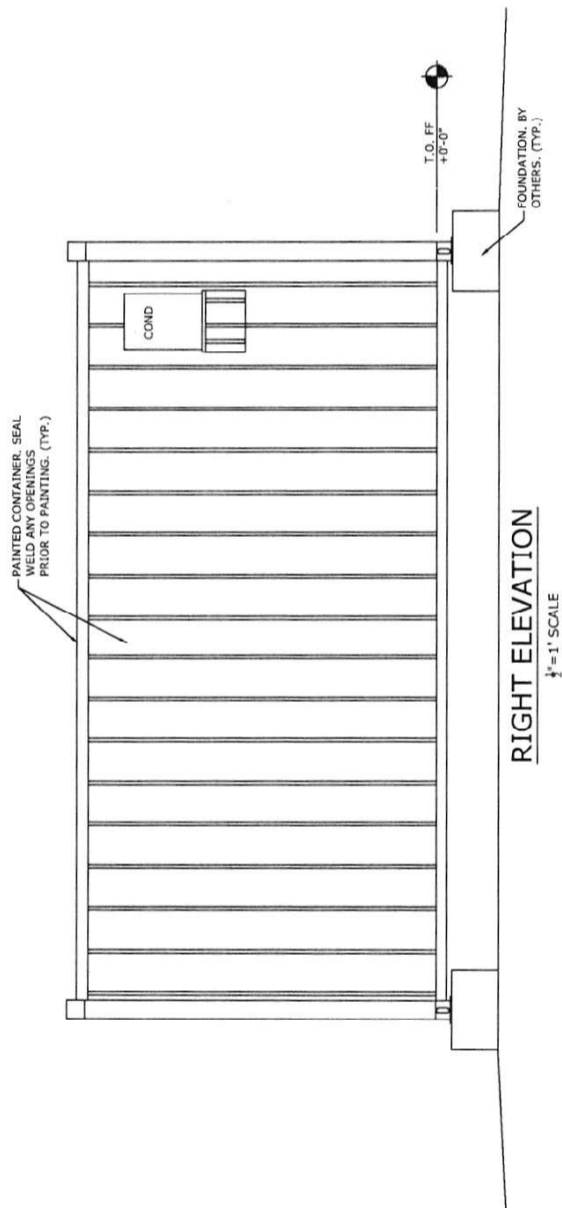 PAINTED CONTAINER. SEAL
WELD ANY OPENINGS
PRIOR TO PAINTING. (TYP.)
COND
T.O. FF
+0'-0"
FOUNDATION. BY
OTHERS. (TYP.)
RIGHT ELEVATION
½"=1' SCALE